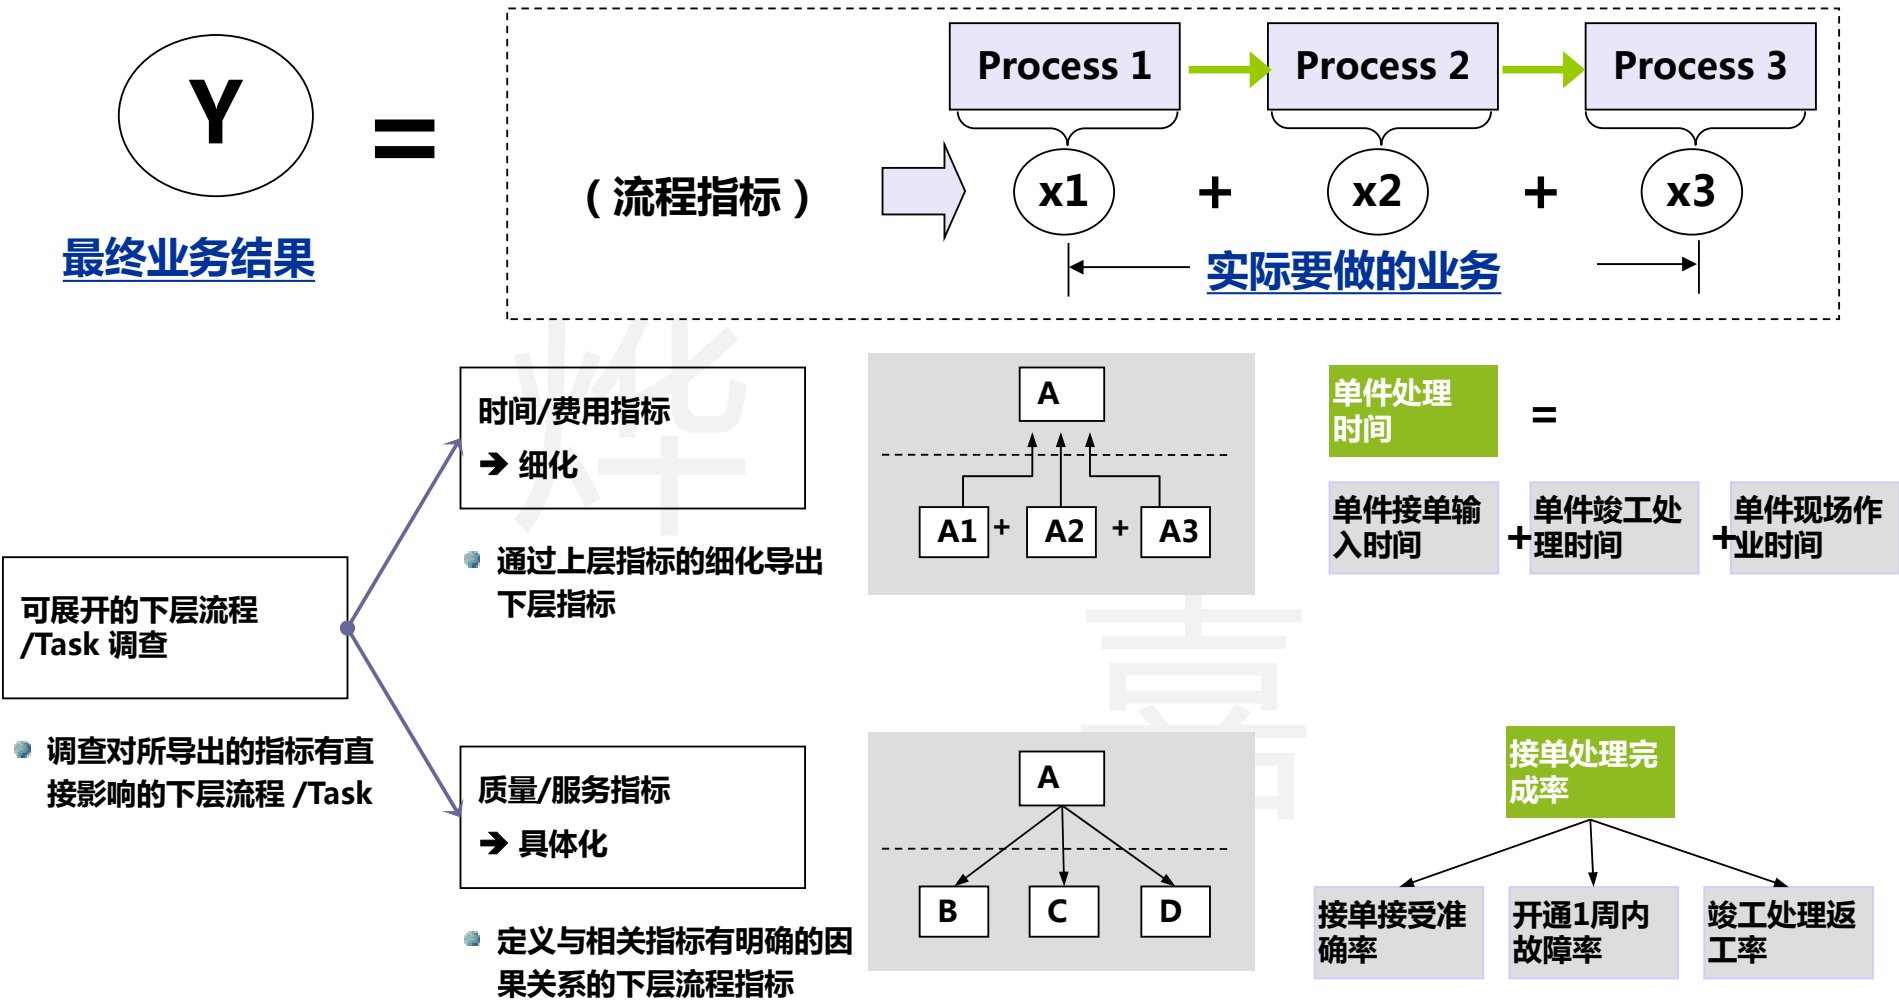 Y
=
最终业务结果
Process 1
Process 2
Process 3
（流程指标）
x1
+
x2
+
x3
实际要做的业务
可展开的下层流程
/Task 调查
调查对所导出的指标有直
接影响的下层流程 /Task
时间/费用指标
➔ 细化
通过上层指标的细化导出
下层指标
A
A1
+
A2
+
A3
单件处理
时间
=
单件接单输
入时间
+
单件竣工处
理时间
+
单件现场作
业时间
质量/服务指标
➔ 具体化
定义与相关指标有明确的因
果关系的下层流程指标
A
B
C
D
接单处理完
成率
接单接受准
确率
开通1周内
故障率
竣工处理返
工率
烨
喜